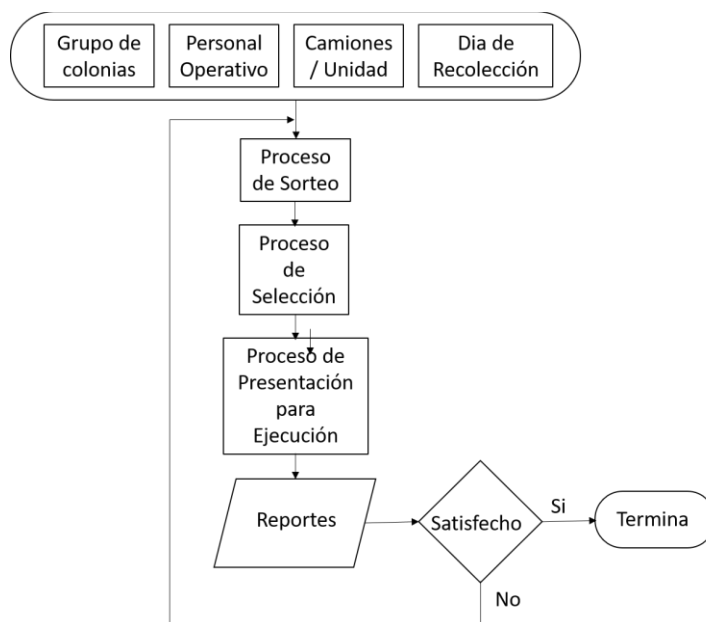 Grupo de
colonias
Personal
Operativo
Camiones
/ Unidad
Dia de
Recolección
Proceso
de Sorteo
Proceso
de
Selección
Proceso de
Presentación
para
Ejecución
Reportes
Satisfecho
Si
Termina
No